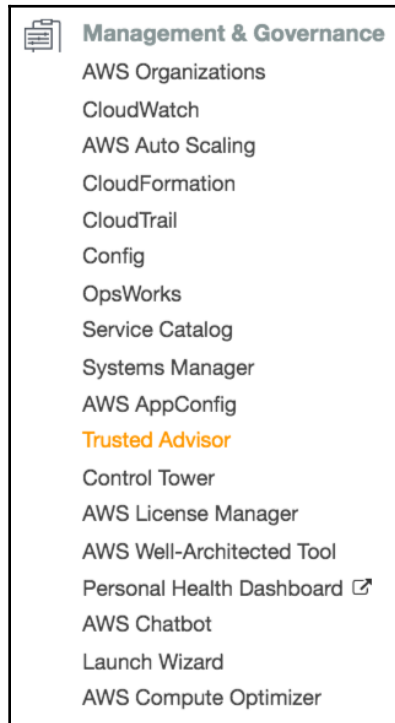 Management & Governance
AWS Organizations
CloudWatch
AWS Auto Scaling
CloudFormation
CloudTrail
Config
OpsWorks
Service Catalog
Systems Manager
AWS AppConfig
Trusted Advisor
Control Tower
AWS License Manager
AWS Well-Architected Tool
Personal Health Dashboard
AWS Chatbot
Launch Wizard
AWS Compute Optimizer